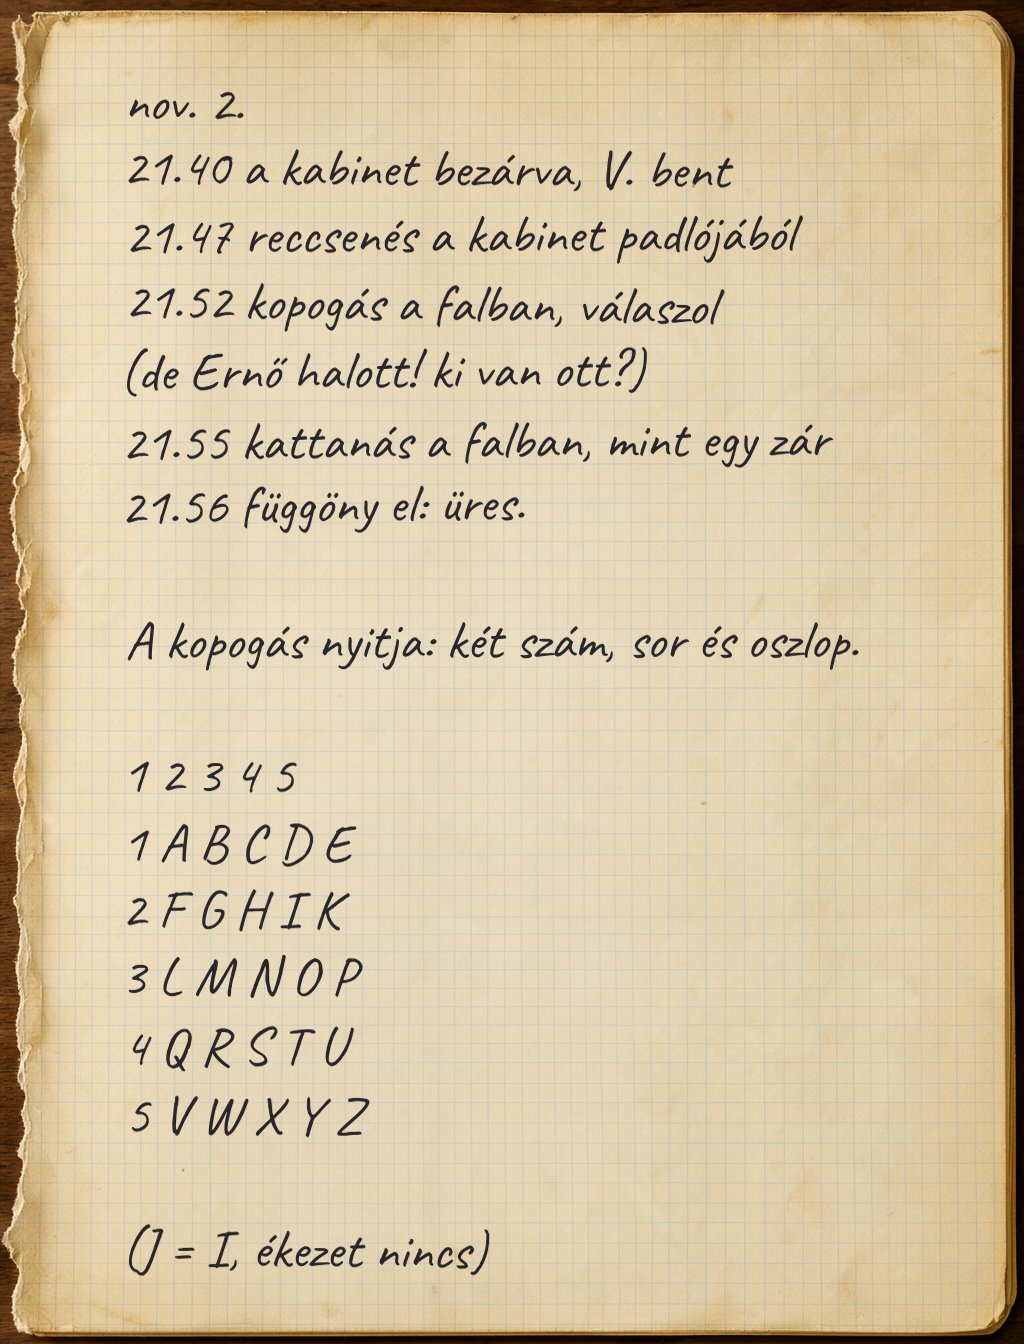 nov. 2.
21.40 a kabinet bezárva, V. bent
21.47 reccsenés a kabinet padlójából
21.52 kopogás a falban, válaszol
(de Ernő halott! ki van ott?)
21.55 kattanás a falban, mint egy zár
21.56 függöny el: üres.
A kopogás nyitja: két szám, sor és oszlop.
1 2 3 4 5
1 A B C D E
2 F G H I K
3 L M N O P
4 Q R S T U
5 V W X Y Z
(J = I, ékezet nincs)